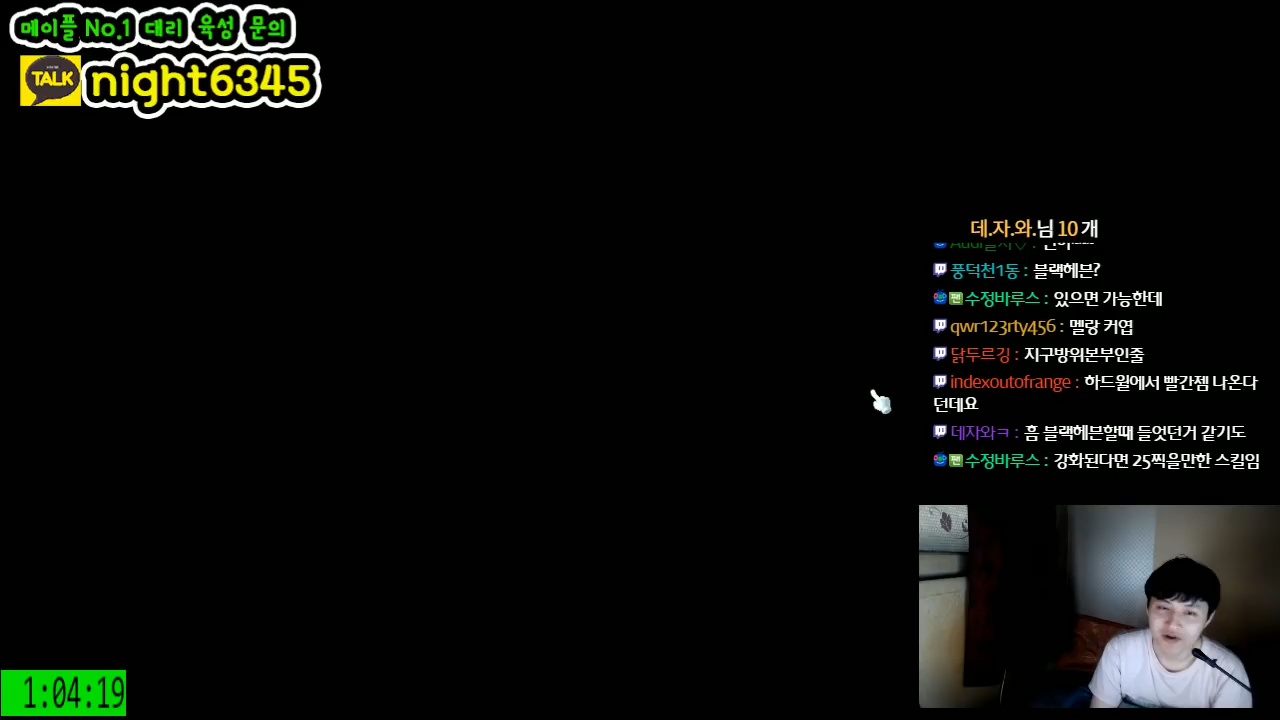 메이플 No.1 대리 육성 문의
TALK night6345
데.자.와.님 10 개
풍덕천1동 : 블랙헤븐?
팬 수정바루스 : 있으면 가능한데
qwr123rty456 : 멜랑 커엽
닭두르깅 : 지구방위본부인줄
indexoutofrange : 하드윌에서 빨간젬 나온다
던데요
데자와ㅋ : 흠 블랙헤븐할때 들엇던거 같기도
팬 수정바루스 : 강화된다면 25찍을만한 스킬임
1:04:19